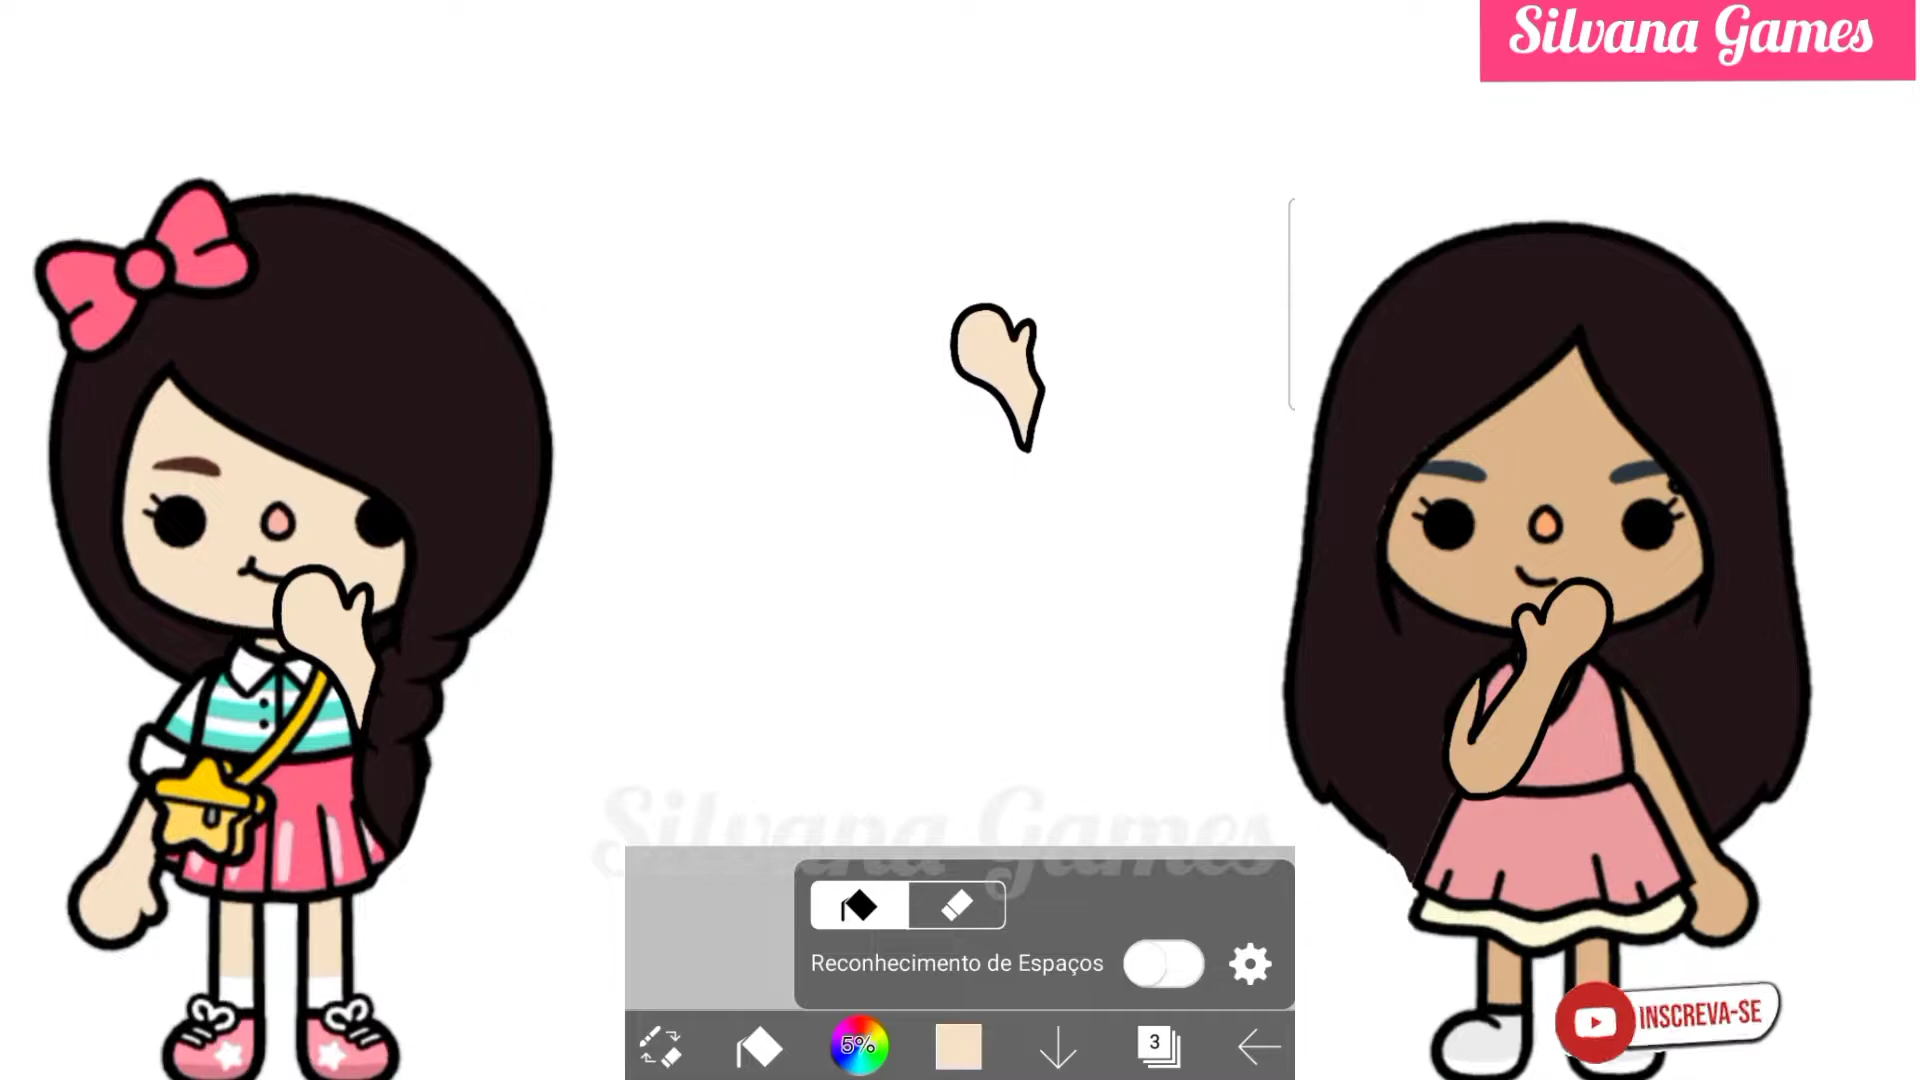 Silvana Games
Silvana Games
Reconhecimento de Espaços
5%
3
INSCREVA-SE